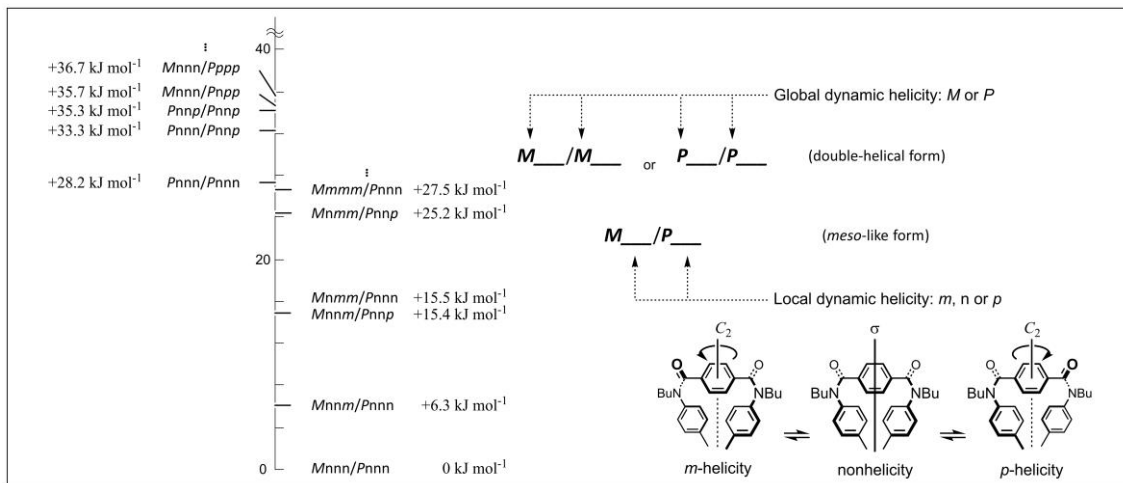 ⋮
40
+36.7 kJ mol⁻¹ Mnnn/Pppp
+35.7 kJ mol⁻¹ Mnnn/Pnpp
+35.3 kJ mol⁻¹ Pnnp/Pnnp
+33.3 kJ mol⁻¹ Pnnn/Pnnp
+28.2 kJ mol⁻¹ Pnnn/Pnnn
⋮
Mmmm/Pnnn +27.5 kJ mol⁻¹
Mnmm/Pnnp +25.2 kJ mol⁻¹
20
Mnmm/Pnnn +15.5 kJ mol⁻¹
Mnnm/Pnnp +15.4 kJ mol⁻¹
Mnnm/Pnnn +6.3 kJ mol⁻¹
0 Mnnn/Pnnn 0 kJ mol⁻¹
Global dynamic helicity: M or P
M___/M___ or P___/P___ (double-helical form)
M___/P___ (meso-like form)
Local dynamic helicity: m, n or p
C₂ σ C₂
O O O O O O
BuN NBu BuN NBu BuN NBu
m-helicity nonhelicity p-helicity